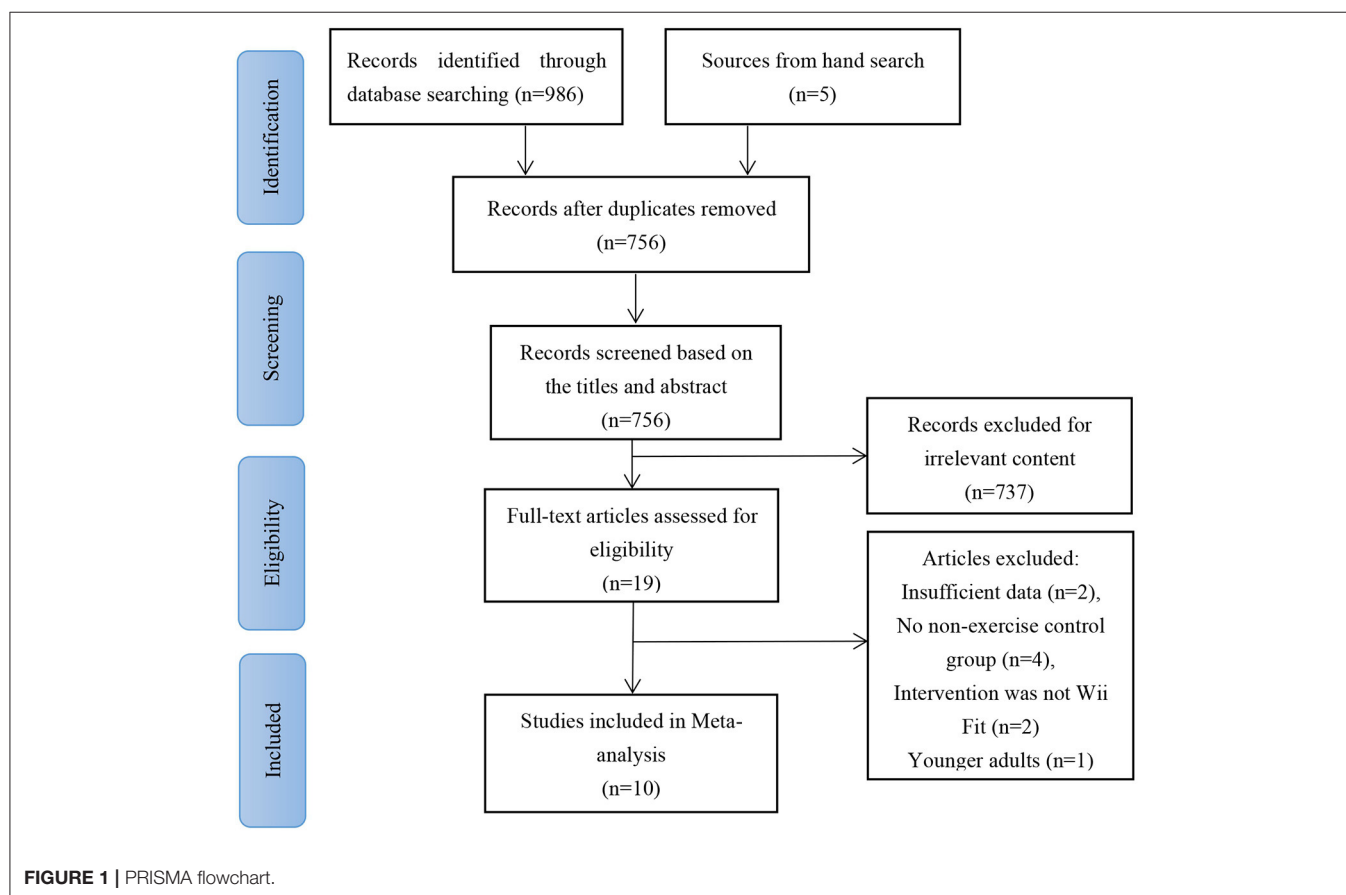 Identification
Records identified through
database searching (n=986)
Sources from hand search
(n=5)
Records after duplicates removed
(n=756)
Screening
Records screened based on
the titles and abstract
(n=756)
Records excluded for
irrelevant content
(n=737)
Eligibility
Full-text articles assessed for
eligibility
(n=19)
Articles excluded:
Insufficient data (n=2),
No non-exercise control
group (n=4),
Intervention was not Wii
Fit (n=2)
Younger adults (n=1)
Included
Studies included in Meta-
analysis
(n=10)
FIGURE 1 | PRISMA flowchart.